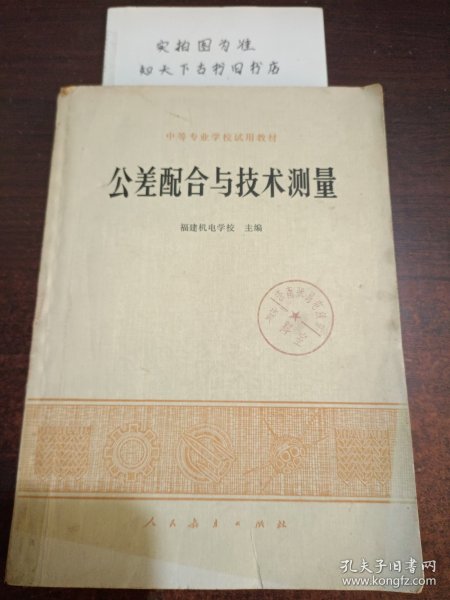 实拍图为准
知天下古书旧书店
中等专业学校试用教材
公差配合与技术测量
福建机电学校 主编
人民教育出版社
孔夫子旧书网
www.kongfz.com